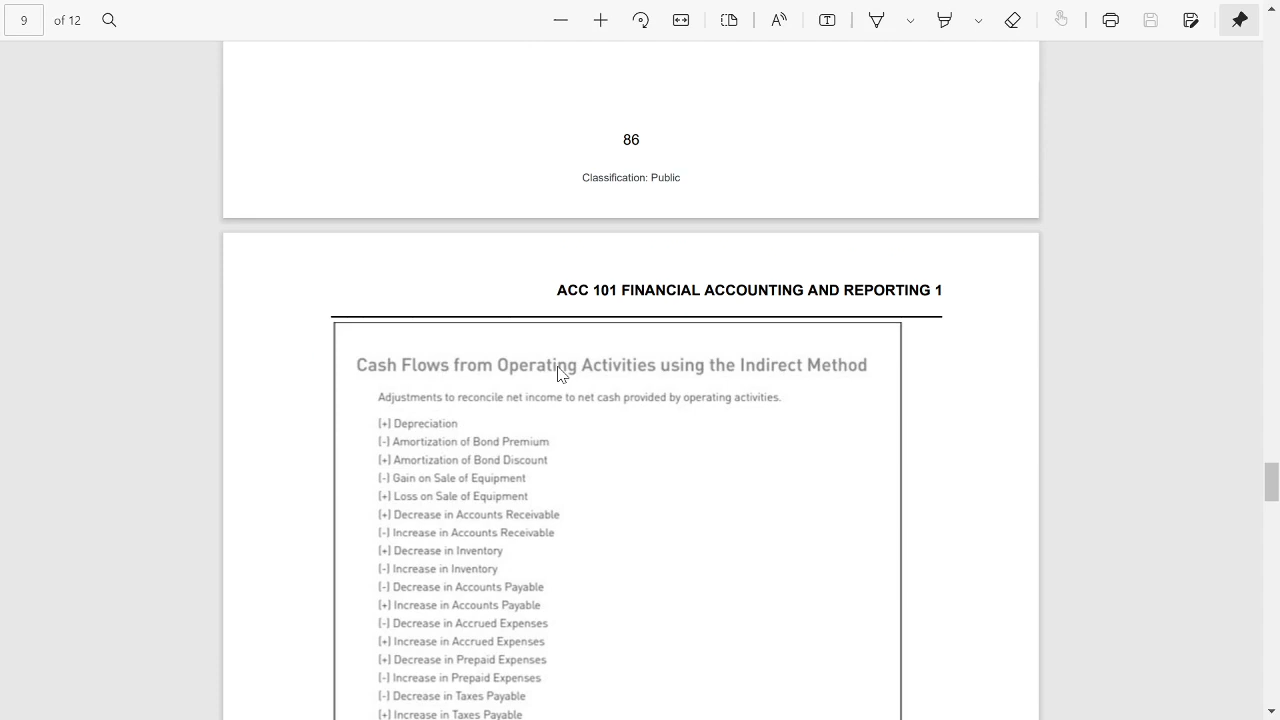 9 of 12
86
Classification: Public
ACC 101 FINANCIAL ACCOUNTING AND REPORTING 1
Cash Flows from Operating Activities using the Indirect Method
Adjustments to reconcile net income to net cash provided by operating activities.
[+] Depreciation
[-] Amortization of Bond Premium
[+] Amortization of Bond Discount
[-] Gain on Sale of Equipment
[+] Loss on Sale of Equipment
[+] Decrease in Accounts Receivable
[-] Increase in Accounts Receivable
[+] Decrease in Inventory
[-] Increase in Inventory
[-] Decrease in Accounts Payable
[+] Increase in Accounts Payable
[-] Decrease in Accrued Expenses
[+] Increase in Accrued Expenses
[+] Decrease in Prepaid Expenses
[-] Increase in Prepaid Expenses
[-] Decrease in Taxes Payable
[+] Increase in Taxes Payable